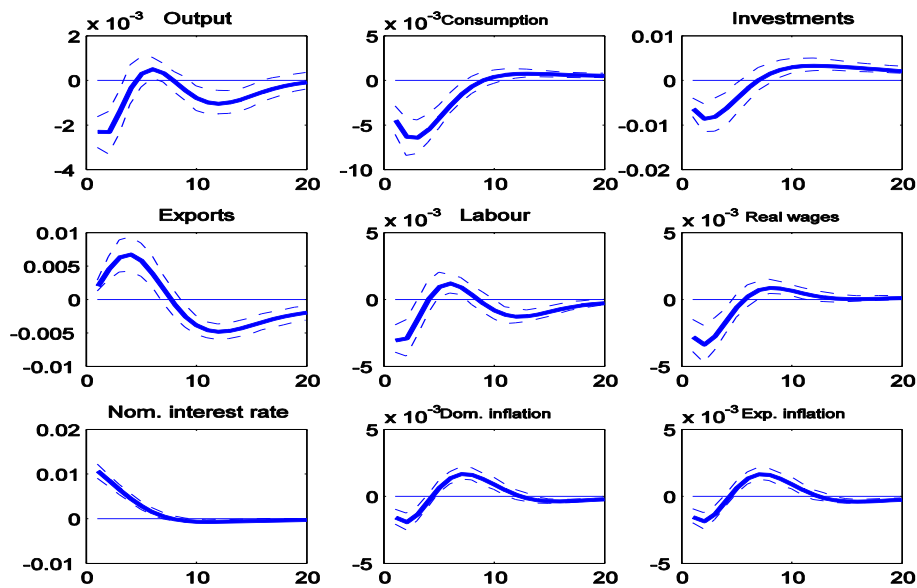 x 10⁻³ Output
2
0
-2
-4
0 10 20
x 10⁻³ Consumption
5
0
-5
-10
0 10 20
Investments
0.01
0
-0.01
-0.02
0 10 20
Exports
0.01
0.005
0
-0.005
-0.01
0 10 20
x 10⁻³ Labour
5
0
-5
0 10 20
x 10⁻³ Real wages
5
0
-5
0 10 20
Nom. interest rate
0.02
0.01
0
-0.01
0 10 20
x 10⁻³ Dom. inflation
5
0
-5
0 10 20
x 10⁻³ Exp. inflation
5
0
-5
0 10 20